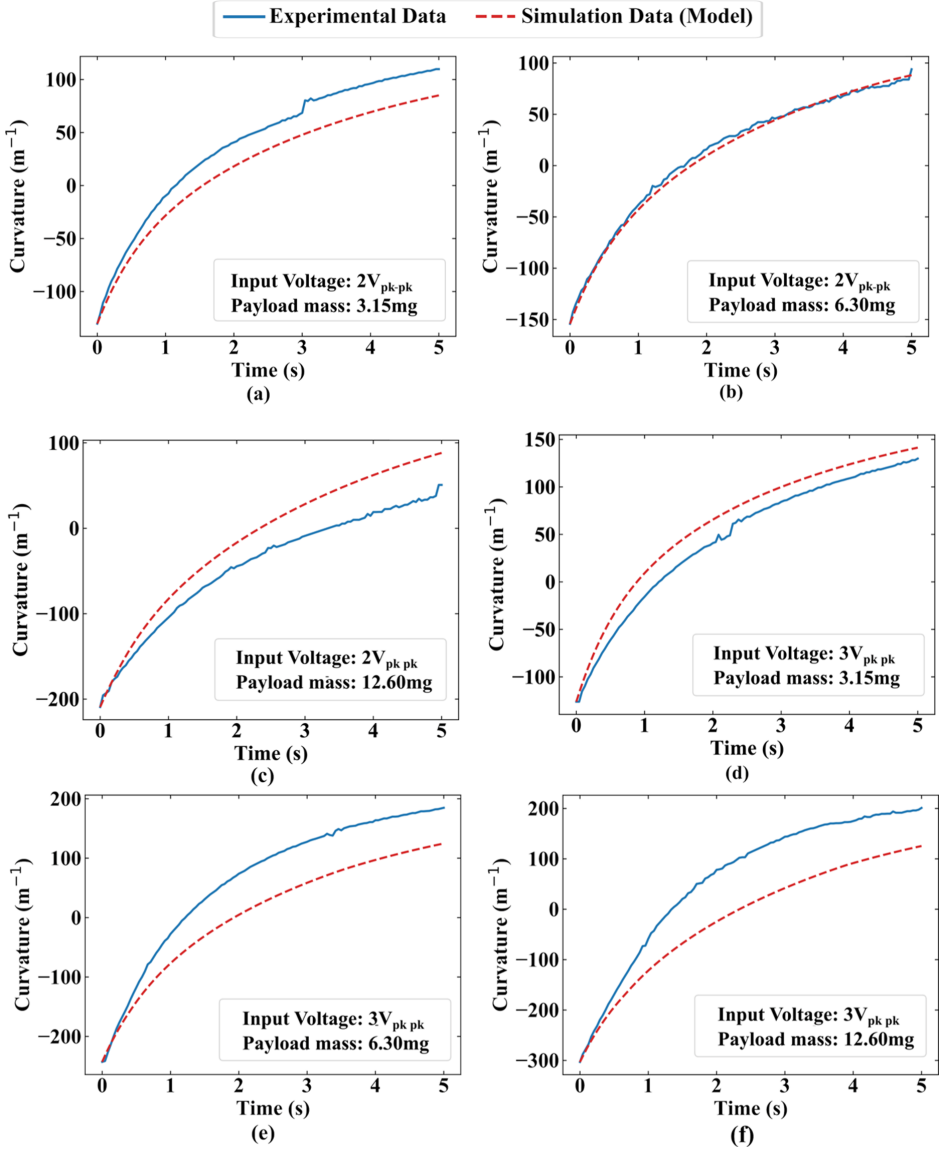 Experimental Data Simulation Data (Model)
100
50
0
−50
−100
Curvature (m⁻¹)
Input Voltage: 2Vpk-pk
Payload mass: 3.15mg
0 1 2 3 4 5
Time (s)
(a)
100
50
0
−50
−100
−150
Curvature (m⁻¹)
Input Voltage: 2Vpk-pk
Payload mass: 6.30mg
0 1 2 3 4 5
Time (s)
(b)
100
0
−100
−200
Curvature (m⁻¹)
Input Voltage: 2Vpk pk
Payload mass: 12.60mg
0 1 2 3 4 5
Time (s)
(c)
150
100
50
0
−50
−100
Curvature (m⁻¹)
Input Voltage: 3Vpk pk
Payload mass: 3.15mg
0 1 2 3 4 5
Time (s)
(d)
200
100
0
−100
−200
Curvature (m⁻¹)
Input Voltage: 3Vpk pk
Payload mass: 6.30mg
0 1 2 3 4 5
Time (s)
(e)
200
100
0
−100
−200
−300
Curvature (m⁻¹)
Input Voltage: 3Vpk pk
Payload mass: 12.60mg
0 1 2 3 4 5
Time (s)
(f)